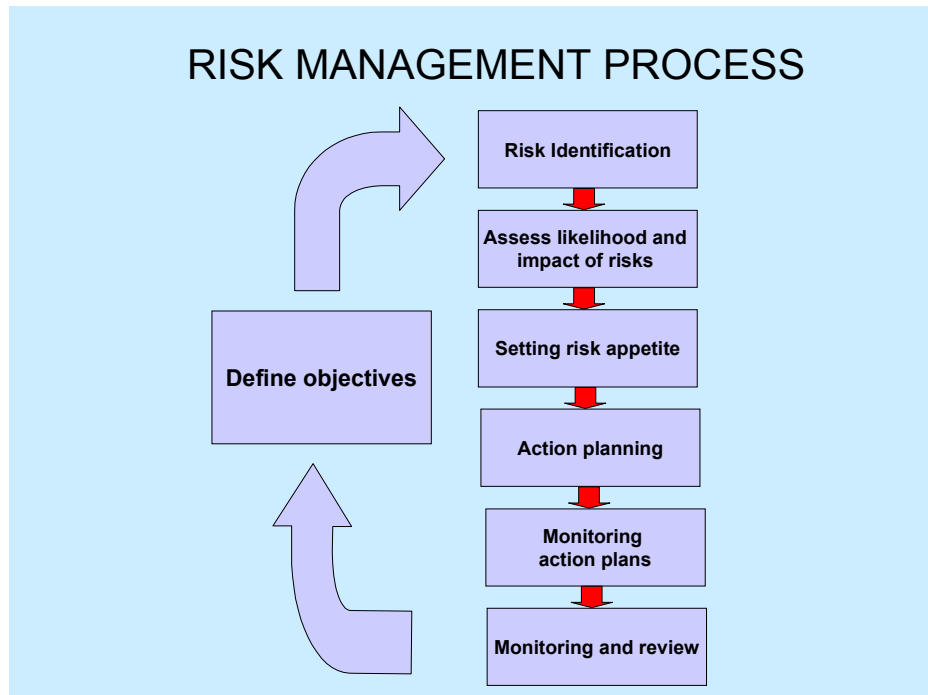 RISK MANAGEMENT PROCESS
Risk Identification
Assess likelihood and
impact of risks
Setting risk appetite
Define objectives
Action planning
Monitoring
action plans
Monitoring and review